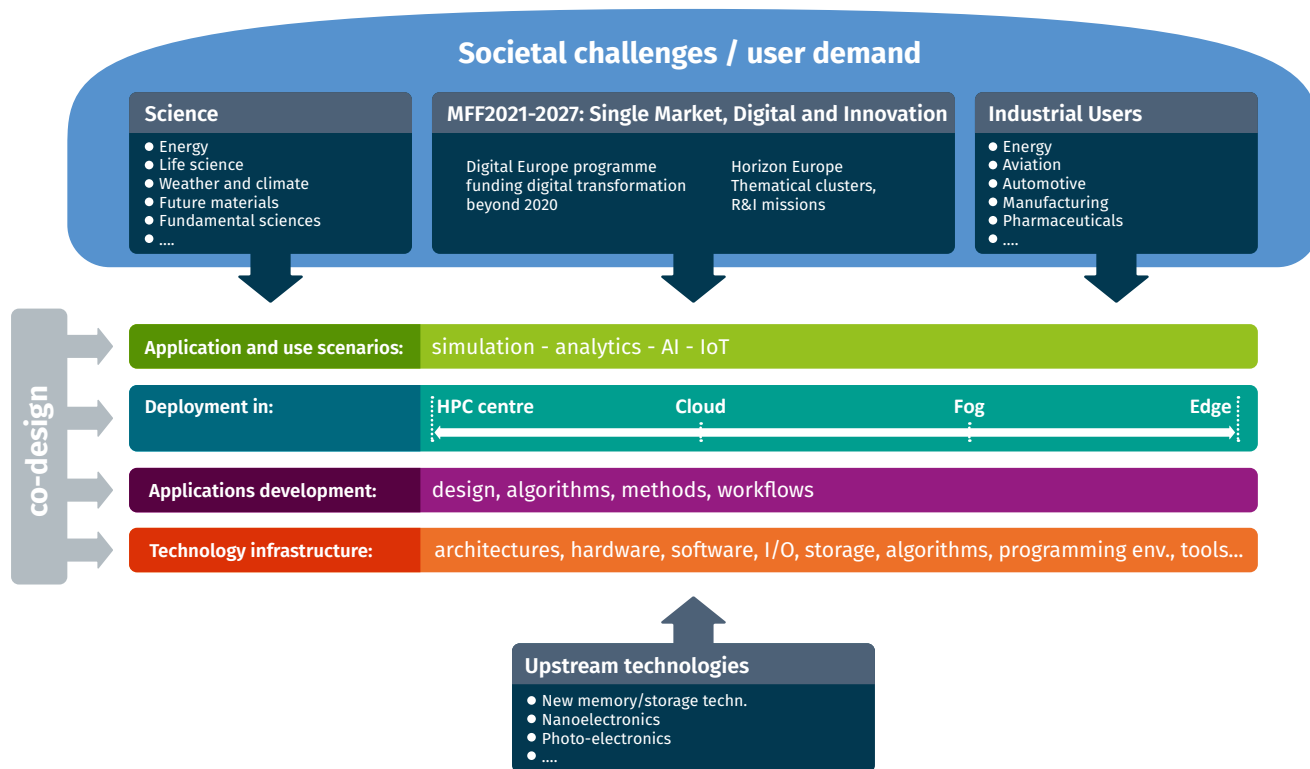 Societal challenges / user demand
Science
● Energy
● Life science
● Weather and climate
● Future materials
● Fundamental sciences
● ....
MFF2021-2027: Single Market, Digital and Innovation
Digital Europe programme
funding digital transformation
beyond 2020
Horizon Europe
Thematical clusters,
R&I missions
Industrial Users
● Energy
● Aviation
● Automotive
● Manufacturing
● Pharmaceuticals
● ....
co-design
Application and use scenarios: simulation - analytics - AI - IoT
Deployment in: HPC centre Cloud Fog Edge
Applications development: design, algorithms, methods, workflows
Technology infrastructure: architectures, hardware, software, I/O, storage, algorithms, programming env., tools...
Upstream technologies
● New memory/storage techn.
● Nanoelectronics
● Photo-electronics
● ....